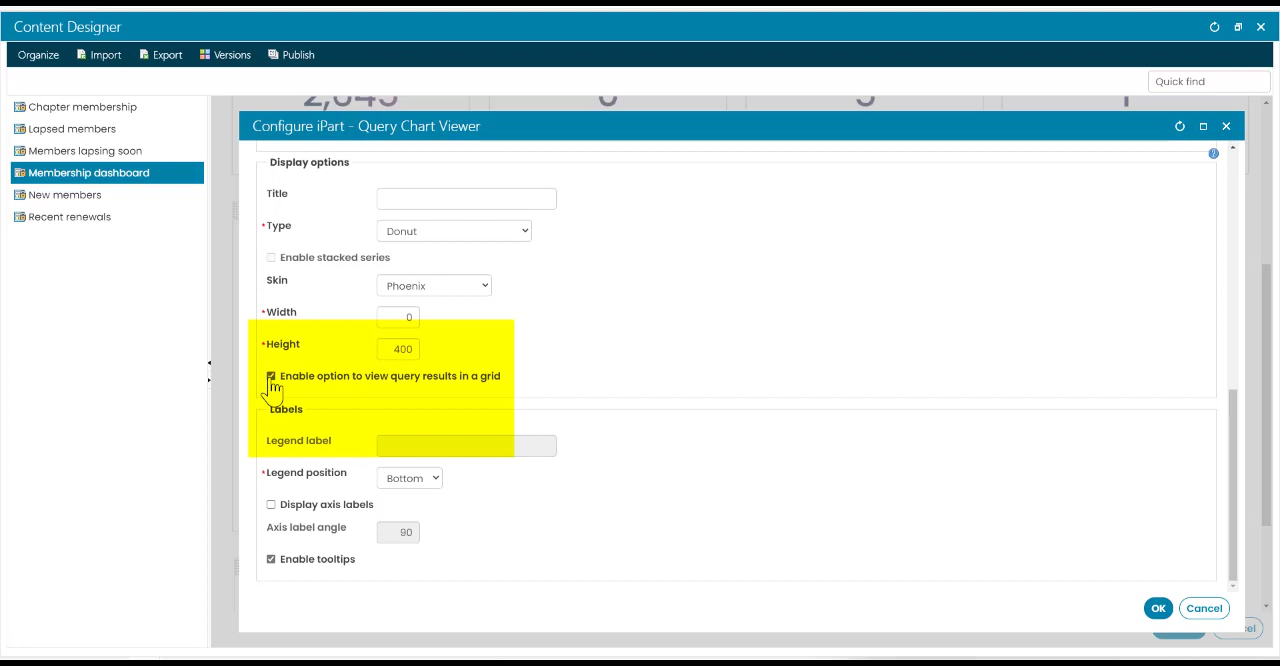 Content Designer
Organize Import Export Versions Publish
Quick find
Chapter membership
Lapsed members
Members lapsing soon
Membership dashboard
New members
Recent renewals
Configure iPart - Query Chart Viewer
Display options
Title
*Type Donut
Enable stacked series
Skin Phoenix
*Width 0
*Height 400
Enable option to view query results in a grid
Labels
Legend label
*Legend position Bottom
Display axis labels
Axis label angle 90
Enable tooltips
OK Cancel